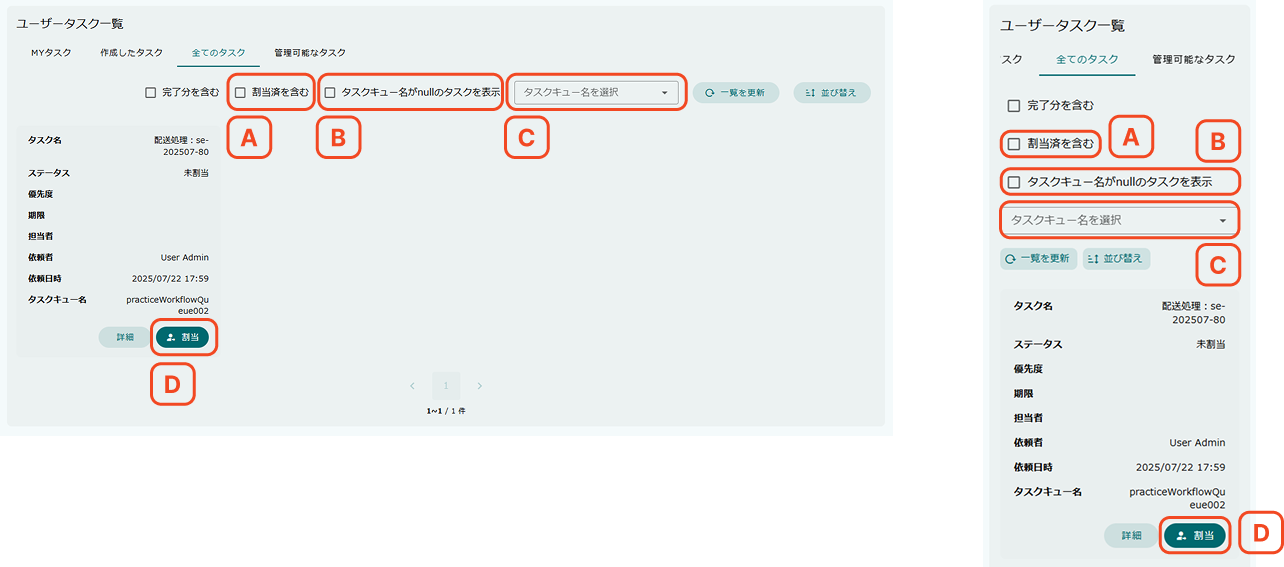 ユーザータスク一覧
MYタスク 作成したタスク 全てのタスク 管理可能なタスク
完了分を含む 割当済を含む タスクキュー名がnullのタスクを表示 タスクキュー名を選択 一覧を更新 並び替え
A B C
タスク名 配送処理：se-
202507-80
ステータス 未割当
優先度
期限
担当者
依頼者 User Admin
依頼日時 2025/07/22 17:59
タスクキュー名 practiceWorkflowQu
eue002
詳細 割当
D
1
1~1 / 1 件
ユーザータスク一覧
スク 全てのタスク 管理可能なタスク
完了分を含む
割当済を含む A B
タスクキュー名がnullのタスクを表示
タスクキュー名を選択
一覧を更新 並び替え C
タスク名 配送処理：se-
202507-80
ステータス 未割当
優先度
期限
担当者
依頼者 User Admin
依頼日時 2025/07/22 17:59
タスクキュー名 practiceWorkflowQu
eue002
詳細 割当 D